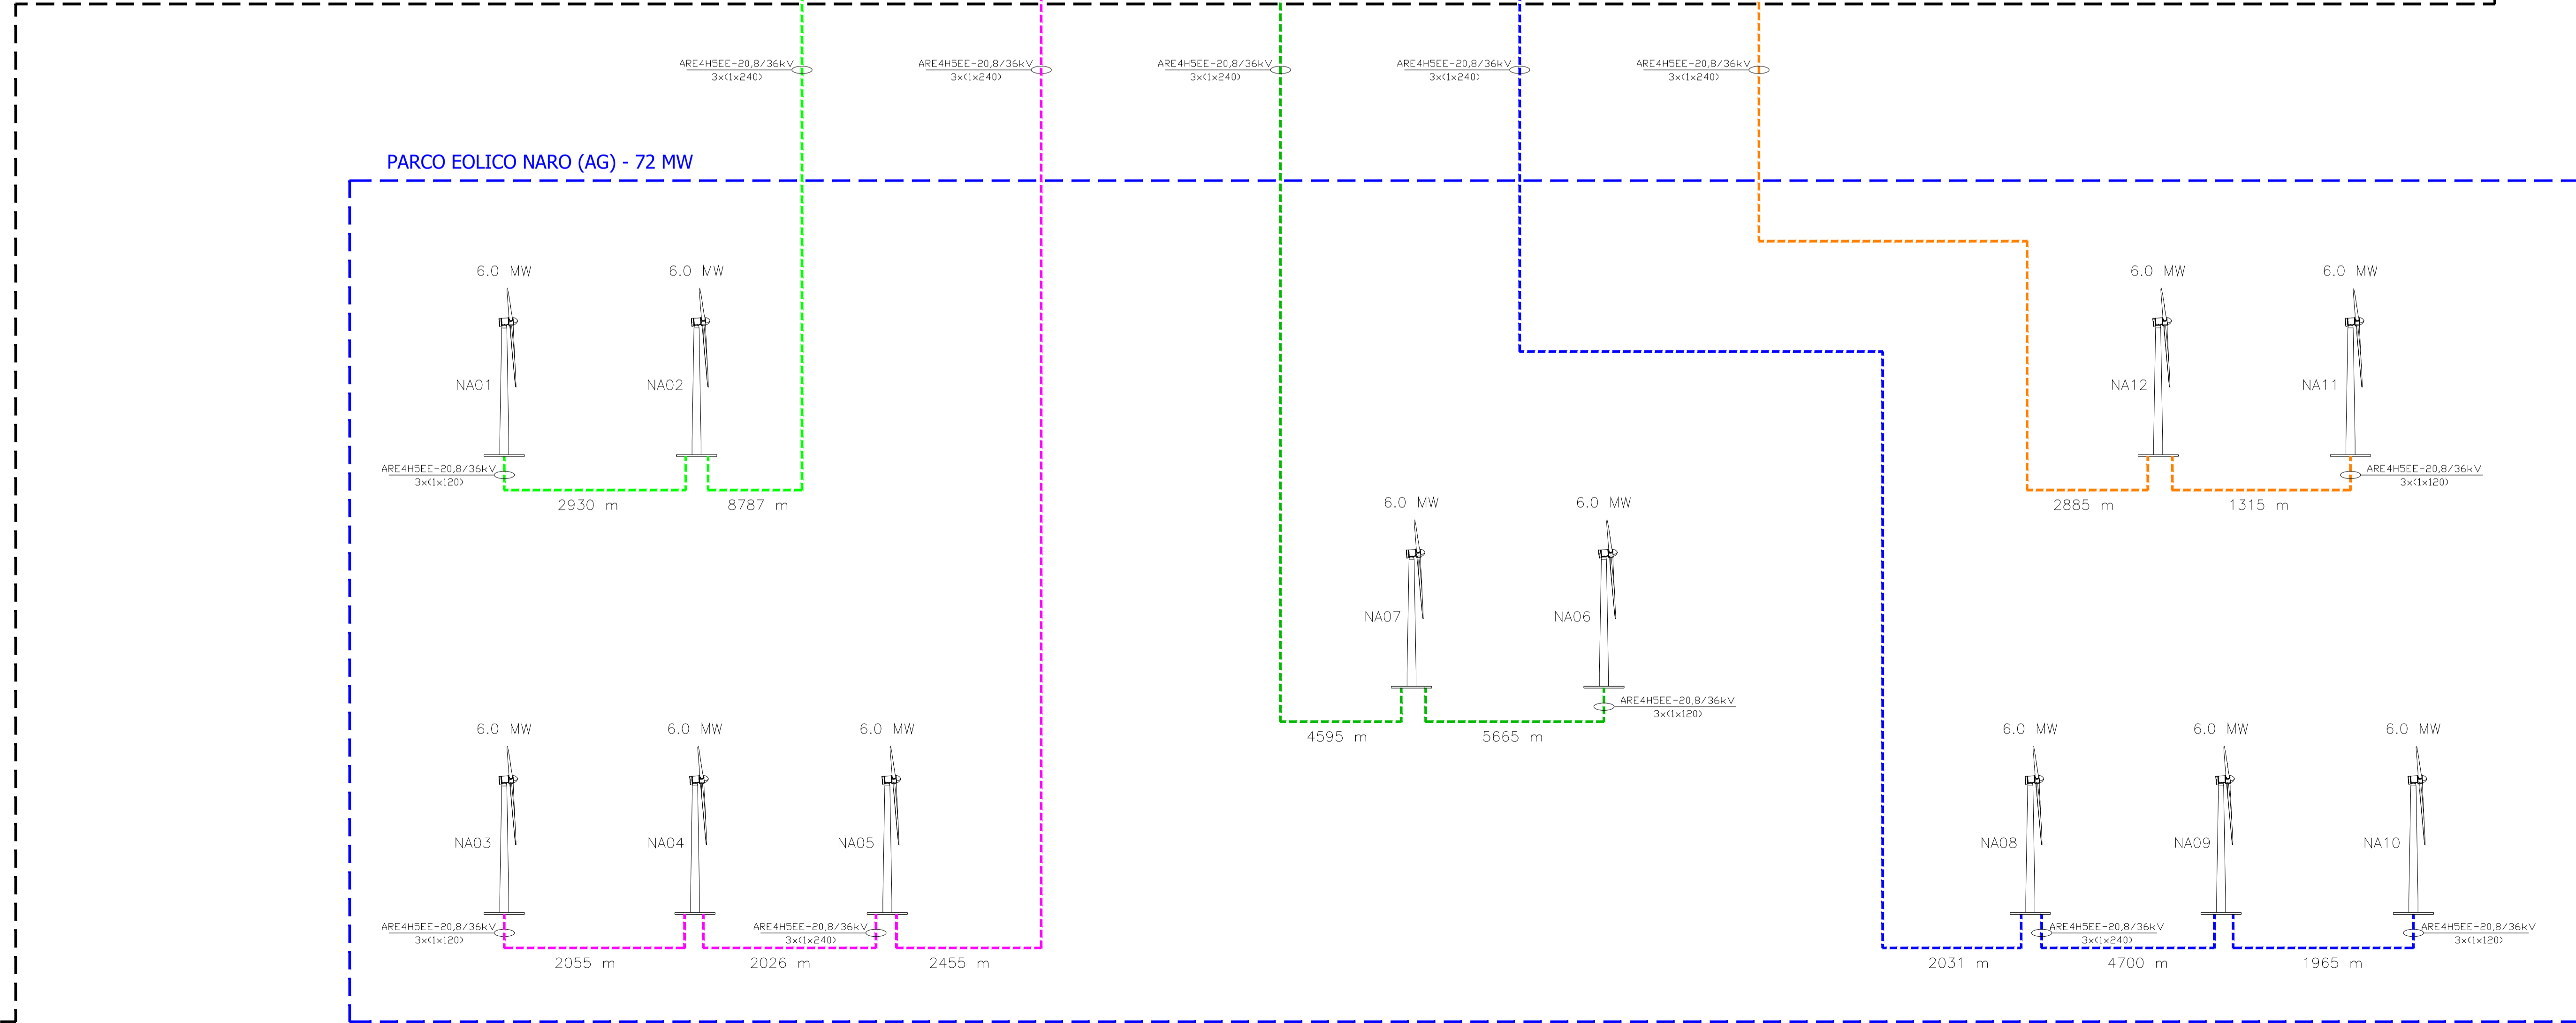 ARE4H5EE-20,8/36kV
3x(1x240)
ARE4H5EE-20,8/36kV
3x(1x240)
ARE4H5EE-20,8/36kV
3x(1x240)
ARE4H5EE-20,8/36kV
3x(1x240)
ARE4H5EE-20,8/36kV
3x(1x240)
PARCO EOLICO NARO (AG) - 72 MW
6.0 MW
6.0 MW
6.0 MW
6.0 MW
NA01
NA02
NA12
NA11
ARE4H5EE-20,8/36kV
3x(1x120)
2930 m
8787 m
2885 m
1315 m
ARE4H5EE-20,8/36kV
3x(1x120)
6.0 MW
6.0 MW
NA07
NA06
ARE4H5EE-20,8/36kV
3x(1x120)
4595 m
5665 m
6.0 MW
6.0 MW
6.0 MW
6.0 MW
6.0 MW
6.0 MW
NA03
NA04
NA05
NA08
NA09
NA10
ARE4H5EE-20,8/36kV
3x(1x120)
ARE4H5EE-20,8/36kV
3x(1x240)
ARE4H5EE-20,8/36kV
3x(1x240)
ARE4H5EE-20,8/36kV
3x(1x120)
2055 m
2026 m
2455 m
2031 m
4700 m
1965 m